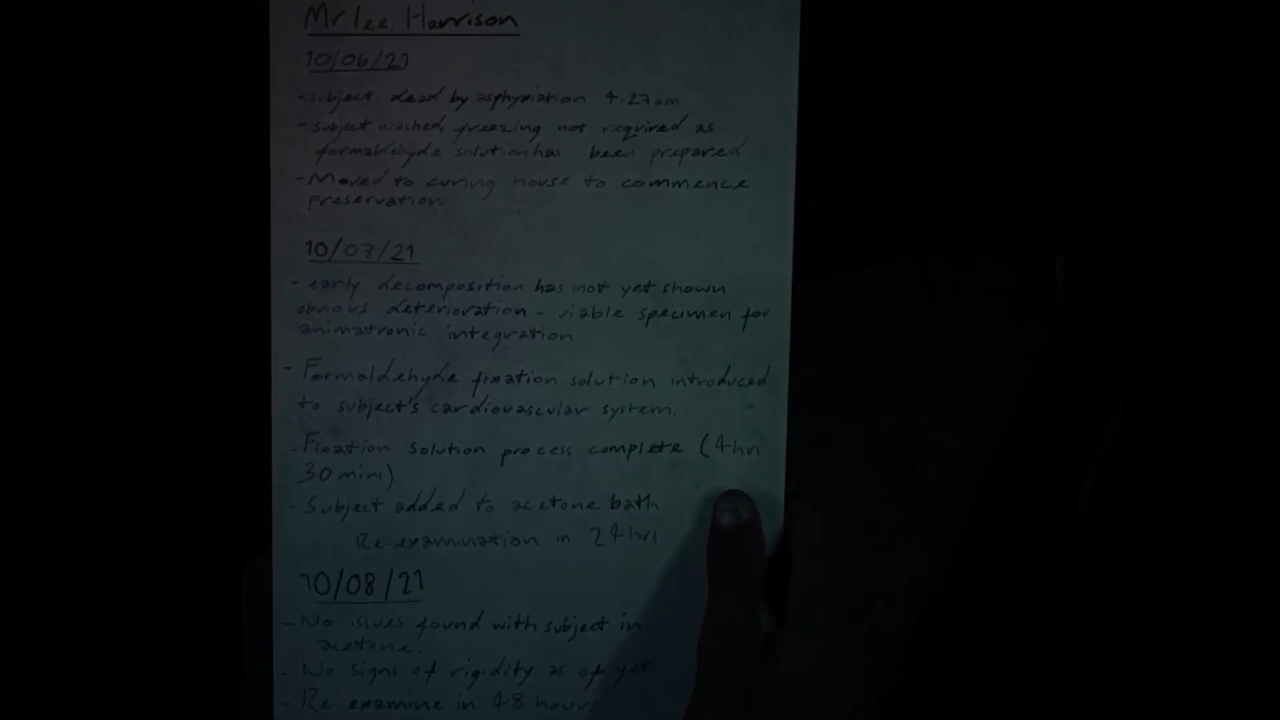 Mr Lee Harrison
10/06/21
- subject dead by asphyxiation 4.27am
- subject washed, freezing not required as
formaldehyde solution has been prepared
- Moved to curing house to commence
preservation
10/07/21
- early decomposition has not yet shown
obvious deterioration - viable specimen for
animatronic integration.
- Formaldehyde fixation solution introduced
to subject's cardiovascular system.
- Fixation solution process complete (4hrs
30 mins)
- Subject added to acetone bath
Re-examination in 24hrs
10/08/21
- No issues found with subject in
acetone.
- No signs of rigidity as of yet
- Re-examine in 48 hours